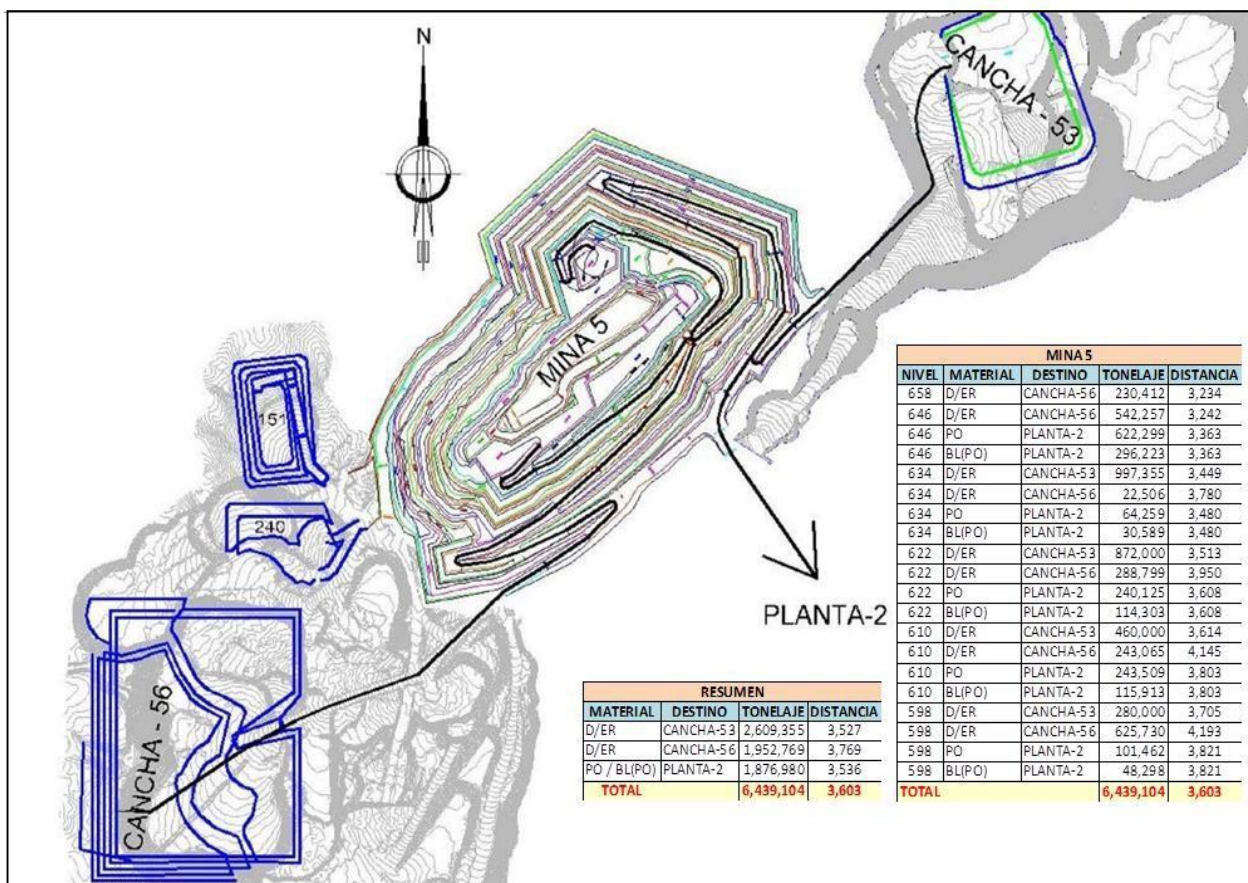 N
CANCHA - 53
MINA 5
151
240
CANCHA - 56
PLANTA-2
MINA 5
NIVEL MATERIAL DESTINO TONELAJE DISTANCIA
658 D/ER CANCHA-56 230,412 3,234
646 D/ER CANCHA-56 542,257 3,242
646 PO PLANTA-2 622,299 3,363
646 BL(PO) PLANTA-2 296,223 3,363
634 D/ER CANCHA-53 997,355 3,449
634 D/ER CANCHA-56 22,506 3,780
634 PO PLANTA-2 64,259 3,480
634 BL(PO) PLANTA-2 30,589 3,480
622 D/ER CANCHA-53 872,000 3,513
622 D/ER CANCHA-56 288,799 3,950
622 PO PLANTA-2 240,125 3,608
622 BL(PO) PLANTA-2 114,303 3,608
610 D/ER CANCHA-53 460,000 3,614
610 D/ER CANCHA-56 243,065 4,145
610 PO PLANTA-2 243,509 3,803
610 BL(PO) PLANTA-2 115,913 3,803
598 D/ER CANCHA-53 280,000 3,705
598 D/ER CANCHA-56 625,730 4,193
598 PO PLANTA-2 101,462 3,821
598 BL(PO) PLANTA-2 48,298 3,821
TOTAL 6,439,104 3,603
RESUMEN
MATERIAL DESTINO TONELAJE DISTANCIA
D/ER CANCHA-53 2,609,355 3,527
D/ER CANCHA-56 1,952,769 3,769
PO / BL(PO) PLANTA-2 1,876,980 3,536
TOTAL 6,439,104 3,603